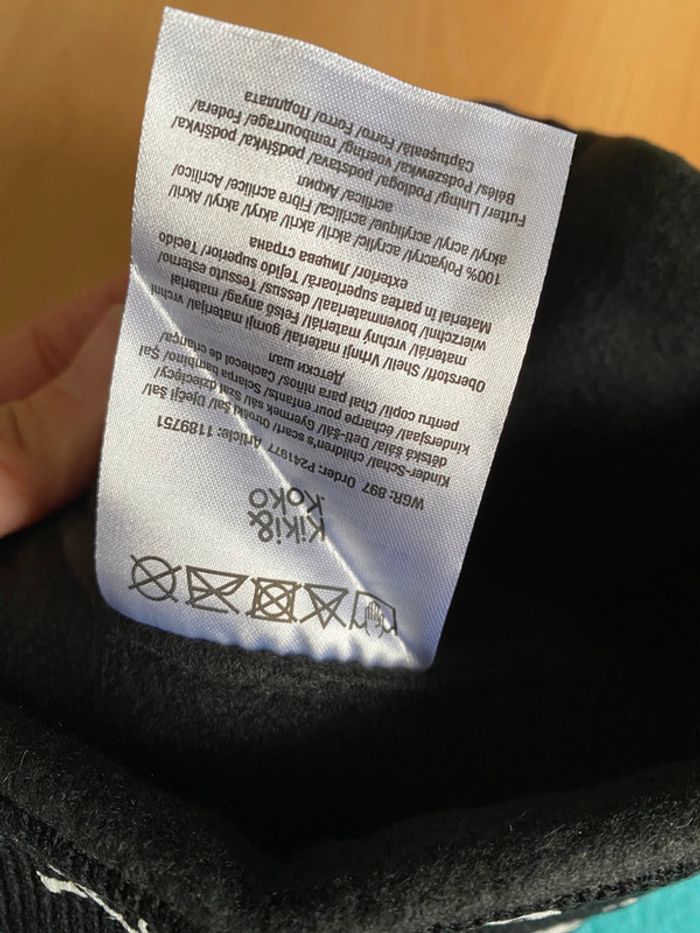 Kiki&
Koko
WGR: 897 Order: P241977 Article: 1189751
Kinder-Schal/ children's scarf/ Otroški šal/ Dječji šal/
dětská šála/ Deti-šál/ Gyermek sál/ szal dziecięcy/
kindersjaal/ écharpe pour enfants/ Sciarpa bambino/ Șal
pentru copii/ Chal para niños/ Cachecol de criança/
Детски шал
Oberstoff/ Shell/ Vrhnji material/ gornji materijal/ vrchní
materiál/ vrchný materiál/ Felső anyag/ materiał
wierzchni/ bovenmateriaal/ dessus/ Tessuto esterno/
Material în partea superioară/ Tejido superior/ Tecido
exterior/ Лицева страна
100% Polyacryl/ acrylic/ akril/ akril/ akryl/ akryl/ Akril/
akryl/ acryl/ acrylique/ acrilica/ Fibre acrilice/ Acrílico/
acrílica/ Акрил
Futter/ Lining/ Podloga/ podstava/ podšívka/ podšívka/
Bélés/ Podszewka/ voering/ rembourrage/ Fodera/
Căptușeală/ Forro/ Forro/ Подплата